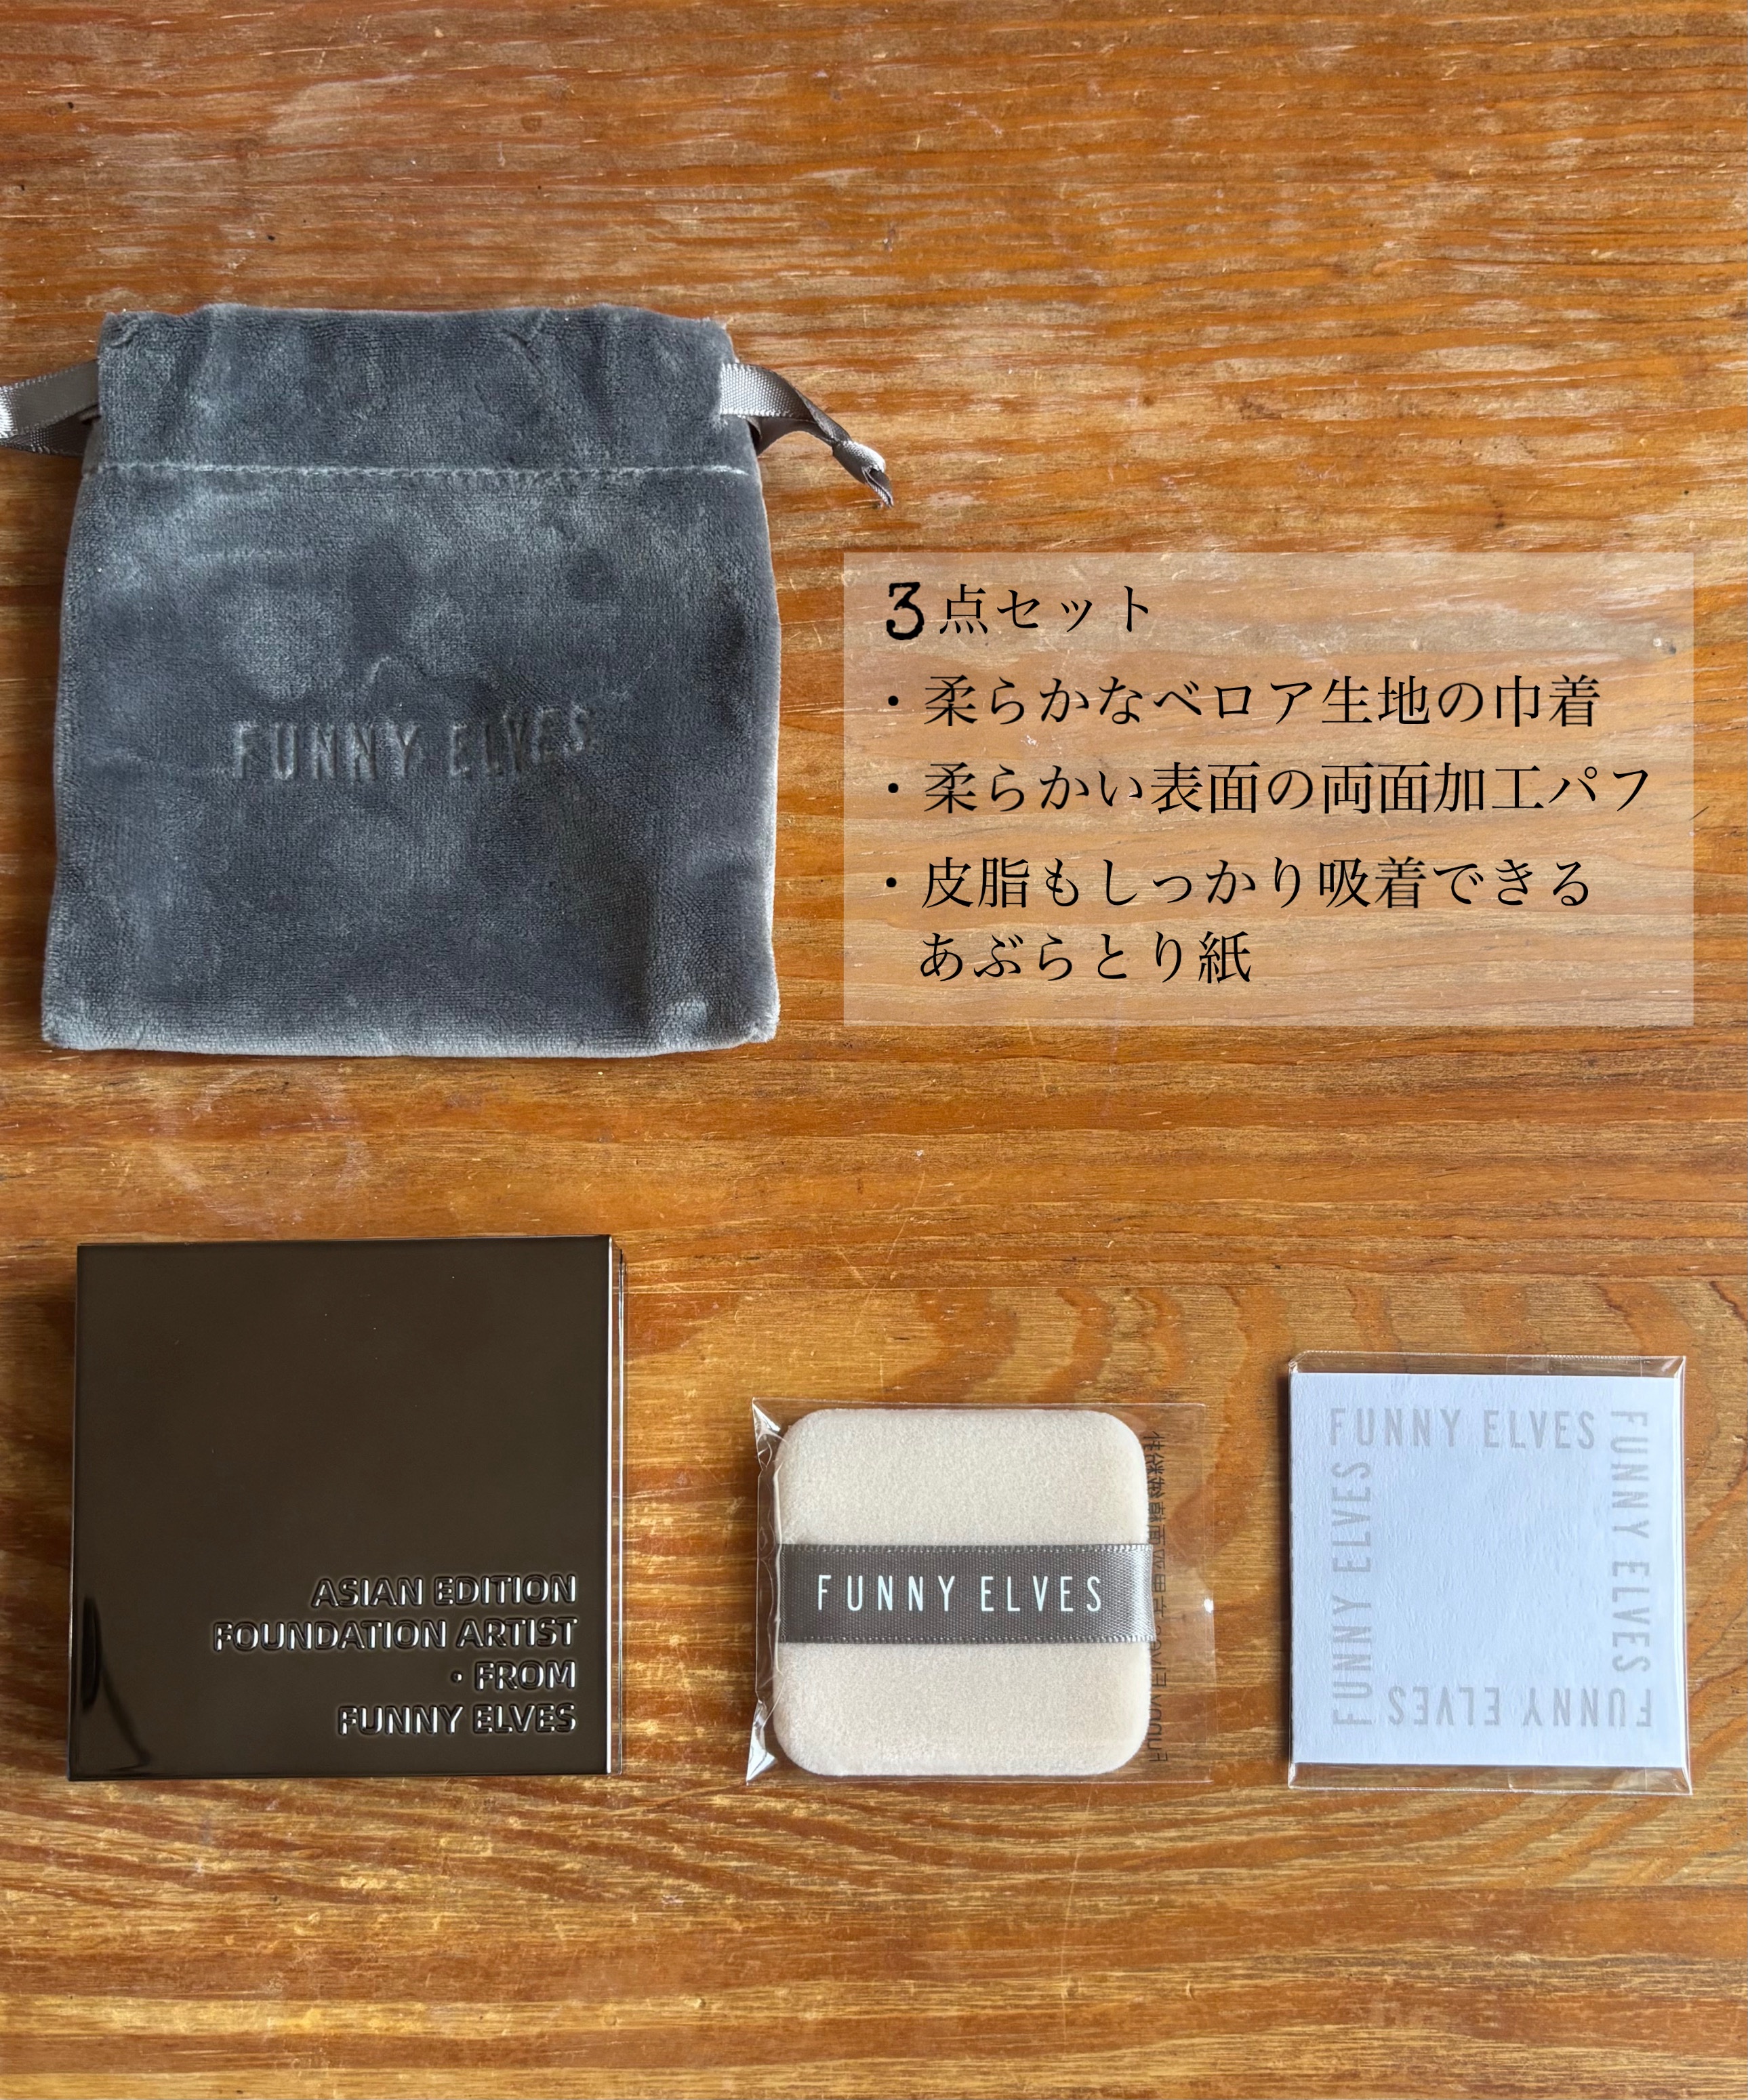 FUNNY ELVES
3点セット
・柔らかなベロア生地の巾着
・柔らかい表面の両面加工パフ
・皮脂もしっかり吸着できる
あぶらとり紙
ASIAN EDITION
FOUNDATION ARTIST
· FROM
FUNNY ELVES
FUNNY ELVES
FUNNY ELVES
FUNNY ELVES
FUNNY ELVES
FUNNY ELVES